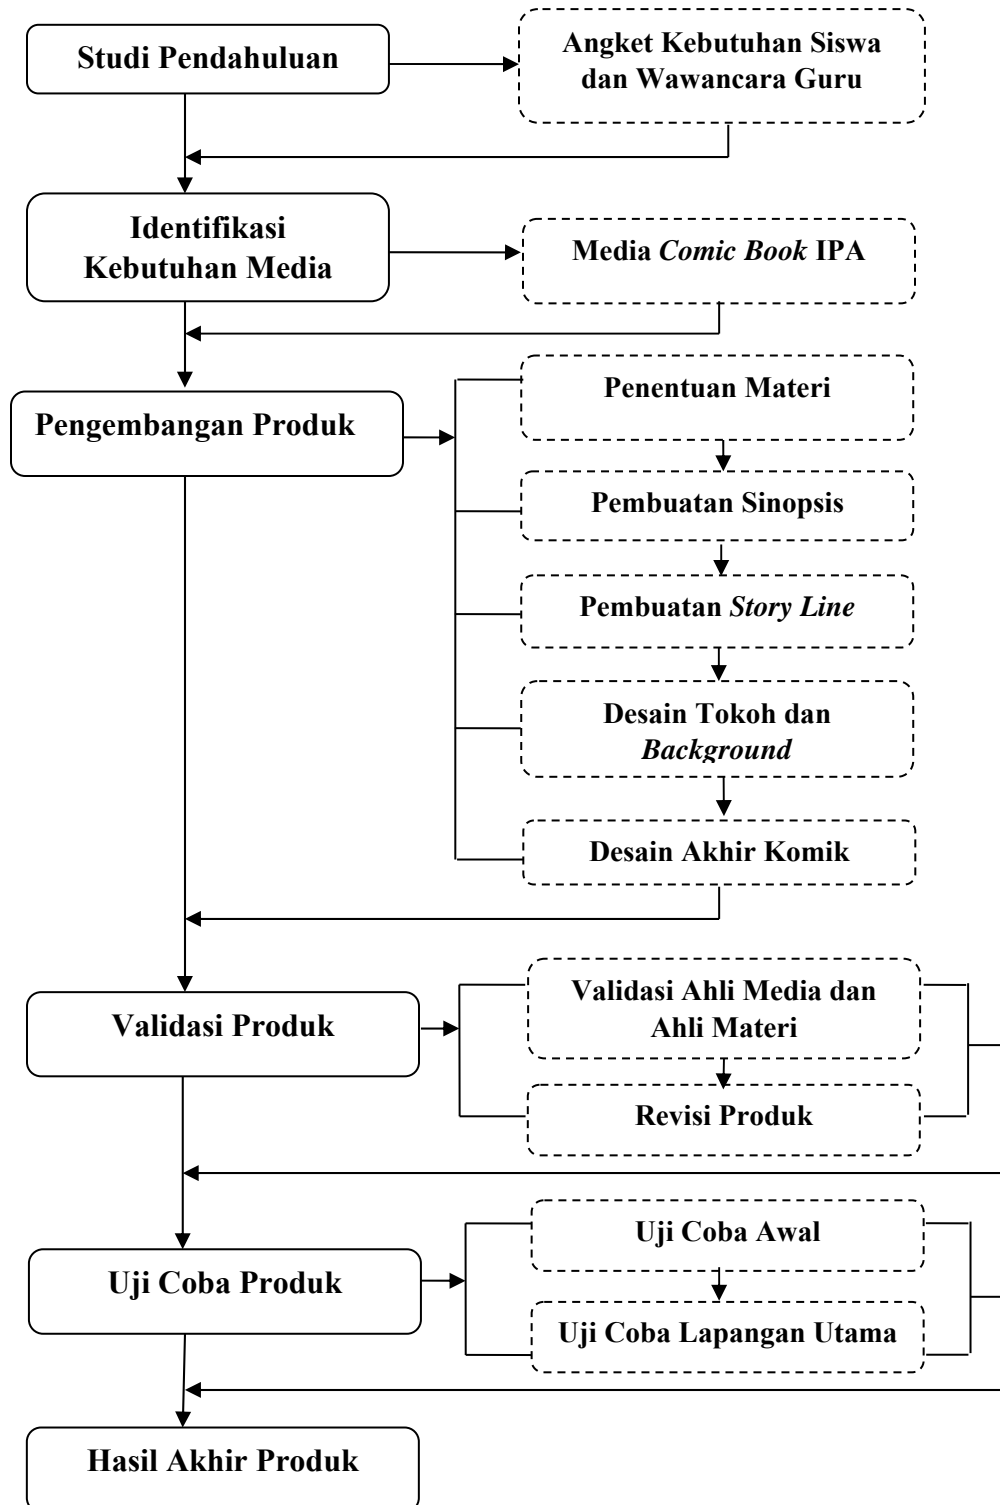 Studi Pendahuluan
Angket Kebutuhan Siswa
dan Wawancara Guru
Identifikasi
Kebutuhan Media
Media Comic Book IPA
Pengembangan Produk
Penentuan Materi
Pembuatan Sinopsis
Pembuatan Story Line
Desain Tokoh dan
Background
Desain Akhir Komik
Validasi Produk
Validasi Ahli Media dan
Ahli Materi
Revisi Produk
Uji Coba Produk
Uji Coba Awal
Uji Coba Lapangan Utama
Hasil Akhir Produk